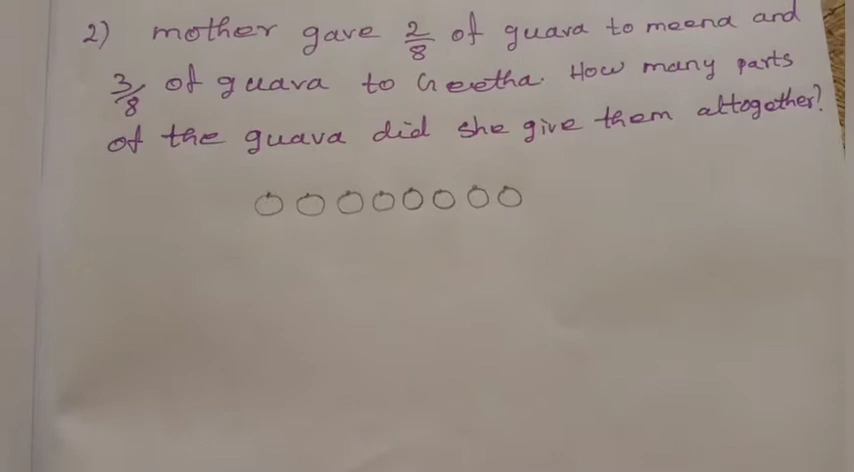 2) mother gave 2/8 of guava to meena and
3/8 of guava to Geetha. How many parts
of the guava did she give them altogether?